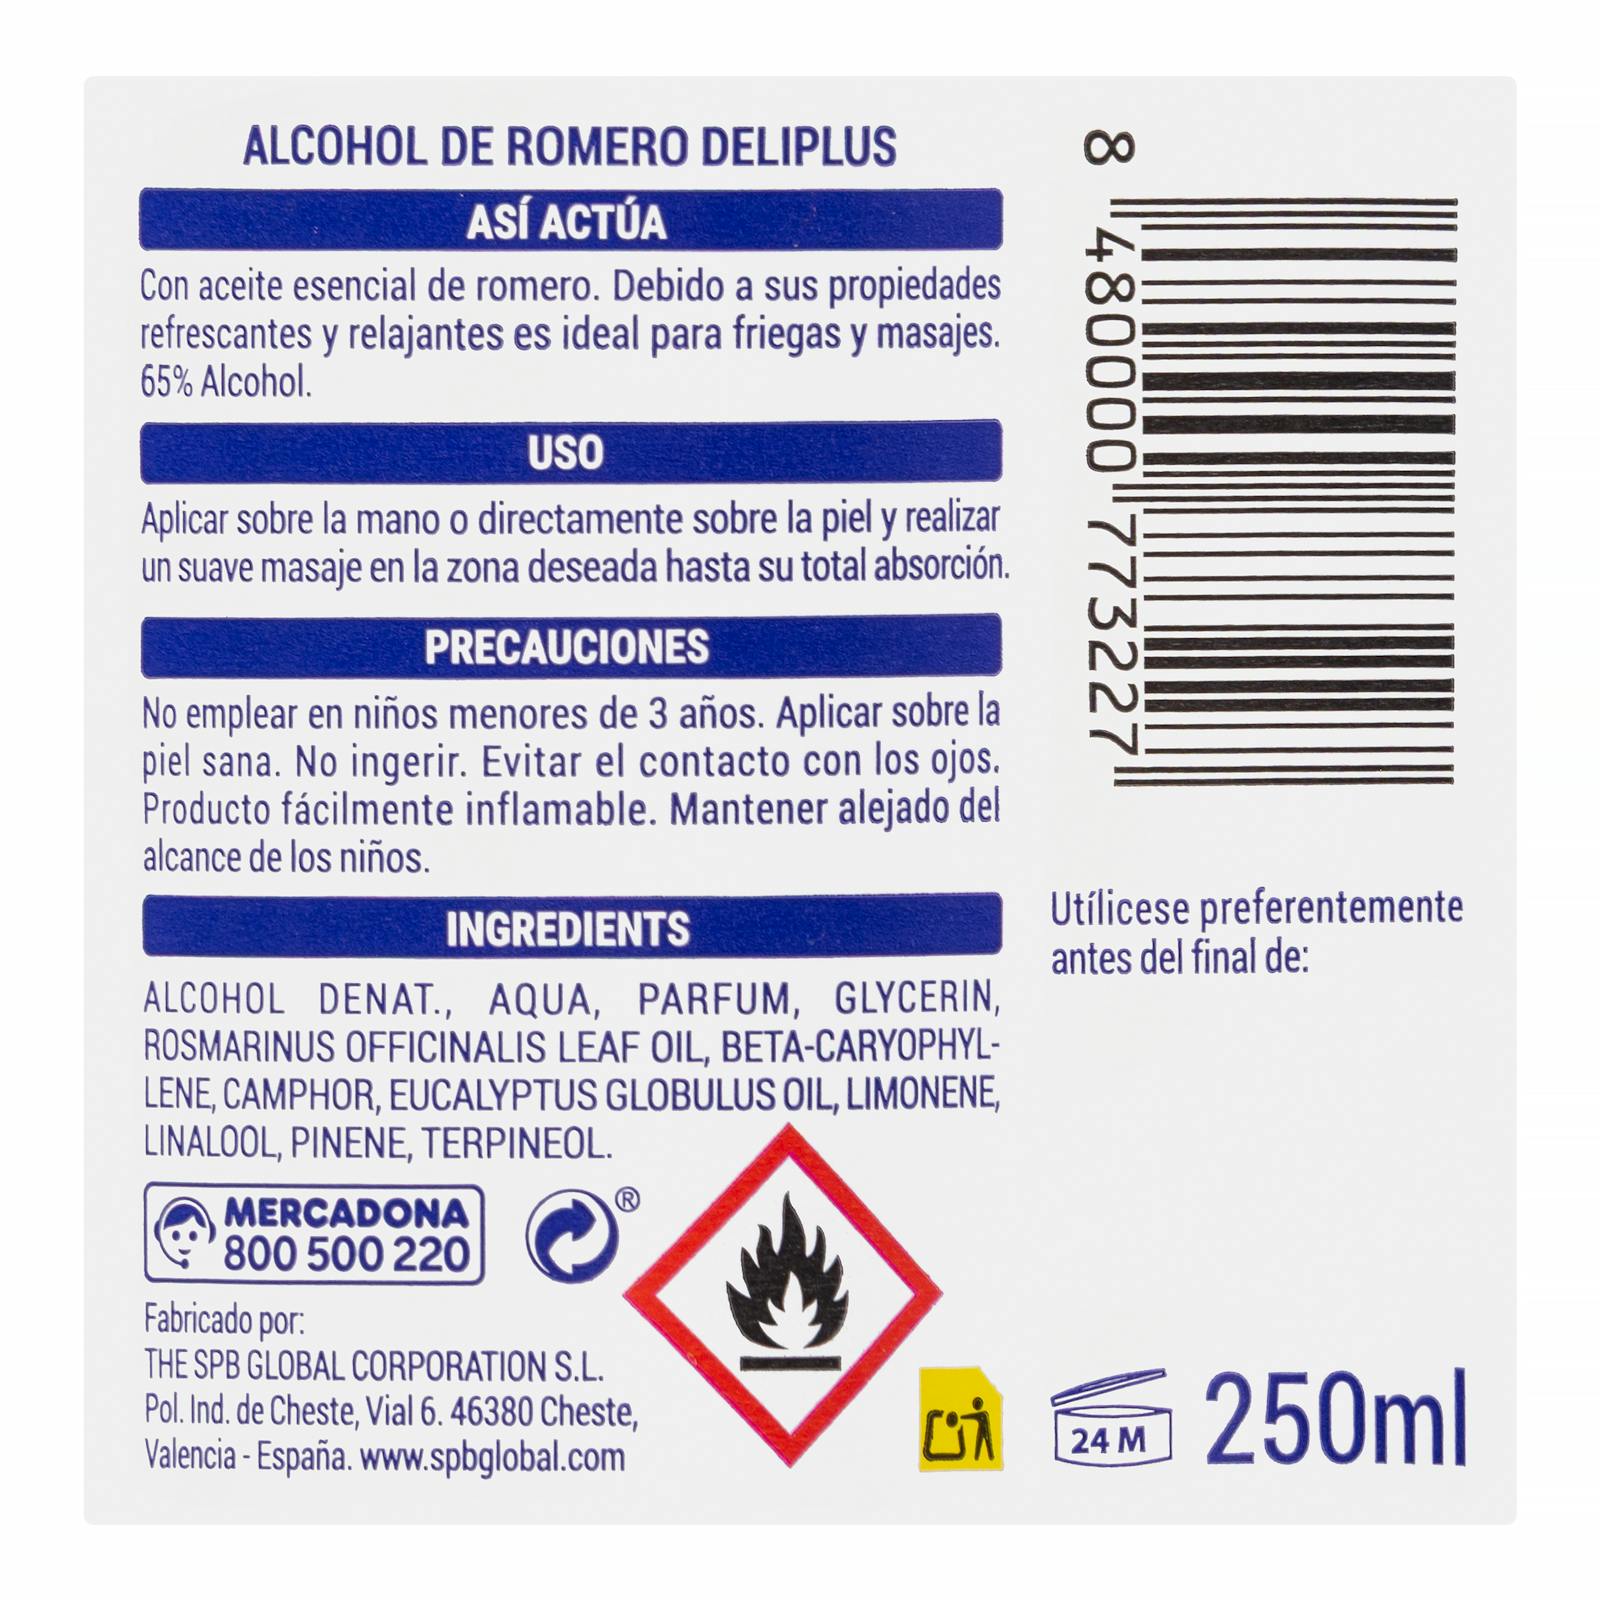 ALCOHOL DE ROMERO DELIPLUS
ASÍ ACTÚA
Con aceite esencial de romero. Debido a sus propiedades
refrescantes y relajantes es ideal para friegas y masajes.
65% Alcohol.
USO
Aplicar sobre la mano o directamente sobre la piel y realizar
un suave masaje en la zona deseada hasta su total absorción.
PRECAUCIONES
No emplear en niños menores de 3 años. Aplicar sobre la
piel sana. No ingerir. Evitar el contacto con los ojos.
Producto fácilmente inflamable. Mantener alejado del
alcance de los niños.
INGREDIENTS
ALCOHOL DENAT., AQUA, PARFUM, GLYCERIN,
ROSMARINUS OFFICINALIS LEAF OIL, BETA-CARYOPHYL-
LENE, CAMPHOR, EUCALYPTUS GLOBULUS OIL, LIMONENE,
LINALOOL, PINENE, TERPINEOL.
MERCADONA
800 500 220
®
Fabricado por:
THE SPB GLOBAL CORPORATION S.L.
Pol. Ind. de Cheste, Vial 6. 46380 Cheste,
Valencia - España. www.spbglobal.com
8 480000 773227
Utílicese preferentemente
antes del final de:
24 M
250ml